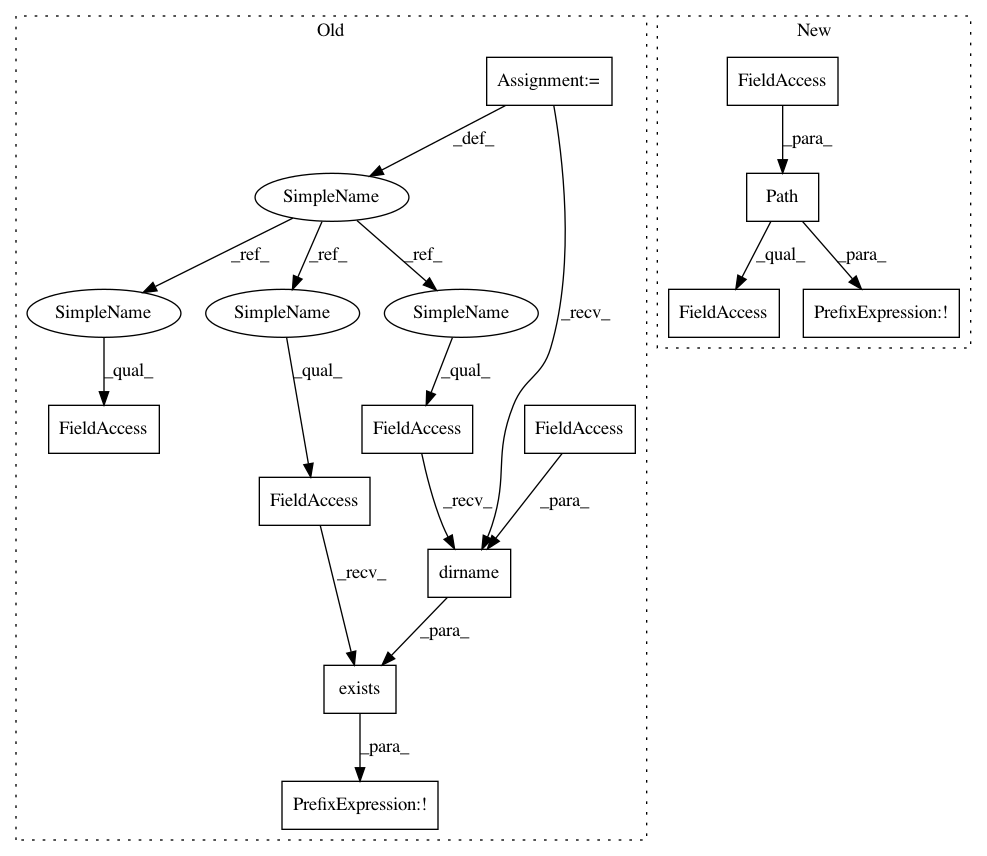 Old
New
Assignment:=
FieldAccess
_def_
_para_
SimpleName
Path
_ref_
_ref_
_ref_
_qual_
_para_
SimpleName
SimpleName
SimpleName
_recv_
FieldAccess
PrefixExpression:!
_qual_
_qual_
_qual_
FieldAccess
FieldAccess
FieldAccess
FieldAccess
_recv_
_para_
_recv_
dirname
_para_
exists
_para_
PrefixExpression:!